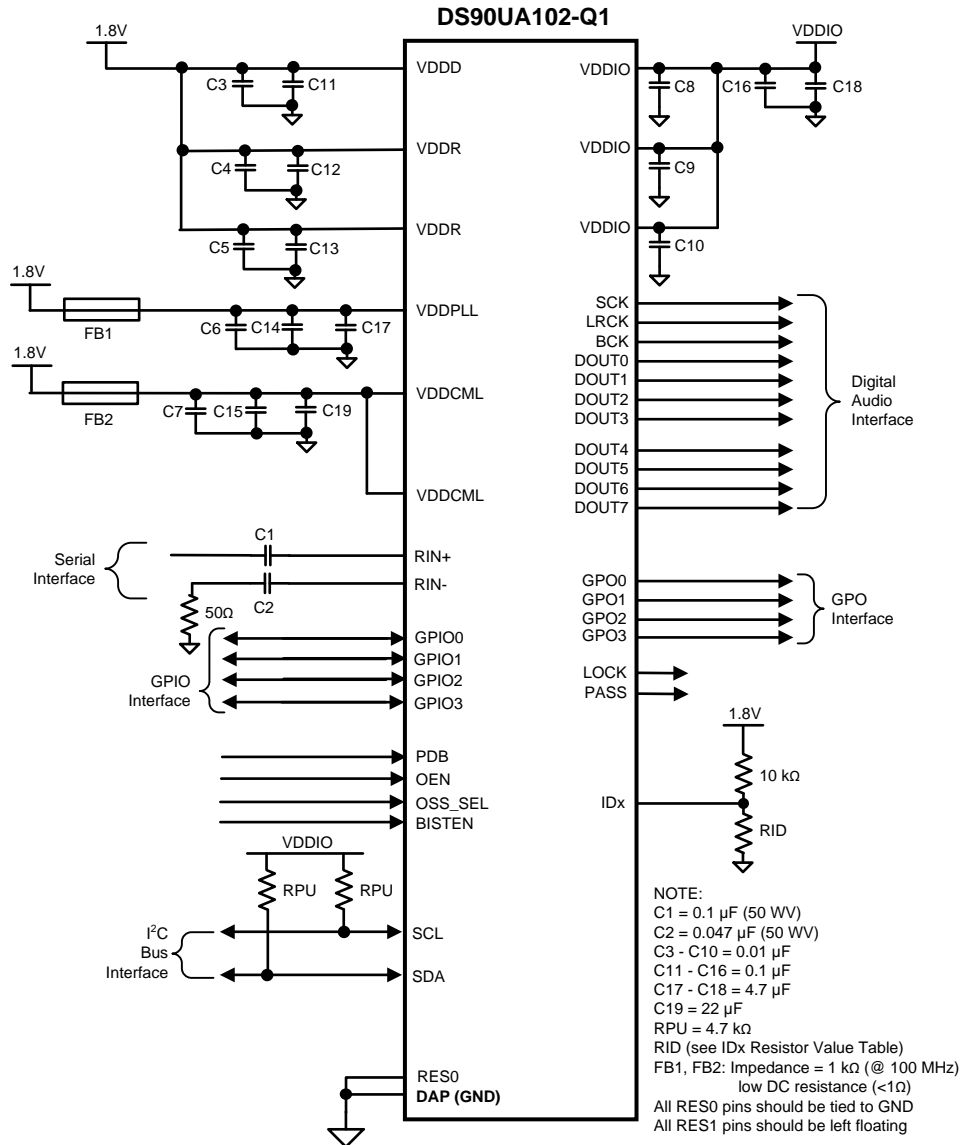 DS90UA102-Q1
1.8V
VDDD
C3
C11
VDDR
C4
C12
VDDR
C5
C13
1.8V
FB1
VDDPLL
C6
C14
C17
1.8V
FB2
VDDCML
C7
C15
C19
VDDCML
Serial
Interface
C1
RIN+
C2
RIN-
50Ω
GPIO
Interface
GPIO0
GPIO1
GPIO2
GPIO3
PDB
OEN
OSS_SEL
BISTEN
VDDIO
RPU
RPU
I²C
Bus
Interface
SCL
SDA
RES0
DAP (GND)
VDDIO
VDDIO
C8
C16
C18
VDDIO
C9
VDDIO
C10
SCK
LRCK
BCK
DOUT0
DOUT1
DOUT2
DOUT3
DOUT4
DOUT5
DOUT6
DOUT7
Digital
Audio
Interface
GPO0
GPO1
GPO2
GPO3
GPO
Interface
LOCK
PASS
1.8V
10 kΩ
IDx
RID
NOTE:
C1 = 0.1 µF (50 WV)
C2 = 0.047 µF (50 WV)
C3 - C10 = 0.01 µF
C11 - C16 = 0.1 µF
C17 - C18 = 4.7 µF
C19 = 22 µF
RPU = 4.7 kΩ
RID (see IDx Resistor Value Table)
FB1, FB2: Impedance = 1 kΩ (@ 100 MHz)
low DC resistance (<1Ω)
All RES0 pins should be tied to GND
All RES1 pins should be left floating